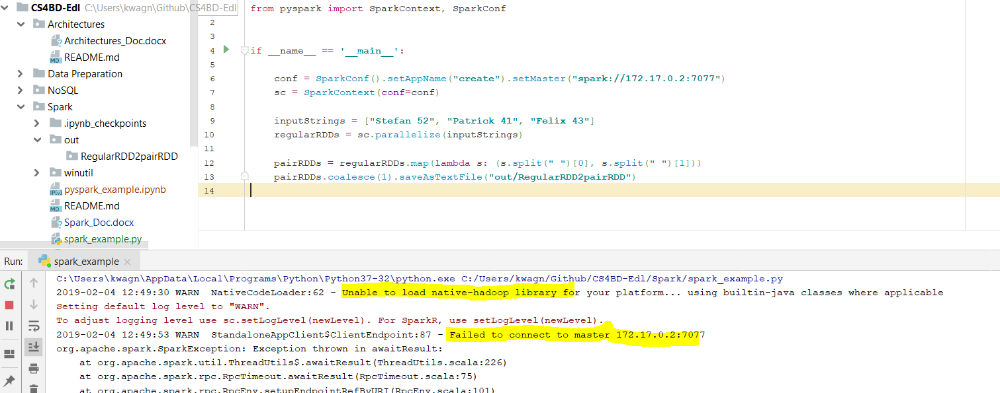 CS4BD-Edl C:\Users\kwagn\Github\CS4BD-Edl
Architectures
Architectures_Doc.docx
README.md
Data Preparation
NoSQL
Spark
.ipynb_checkpoints
out
RegularRDD2pairRDD
winutil
pyspark_example.ipynb
README.md
Spark_Doc.docx
spark_example.py
from pyspark import SparkContext, SparkConf
2
3
4 if __name__ == '__main__':
5
6 conf = SparkConf().setAppName("create").setMaster("spark://172.17.0.2:7077")
7 sc = SparkContext(conf=conf)
8
9 inputStrings = ["Stefan 52", "Patrick 41", "Felix 43"]
10 regularRDDs = sc.parallelize(inputStrings)
11
12 pairRDDs = regularRDDs.map(lambda s: (s.split(" ")[0], s.split(" ")[1]))
13 pairRDDs.coalesce(1).saveAsTextFile("out/RegularRDD2pairRDD")
14
Run: spark_example
C:\Users\kwagn\AppData\Local\Programs\Python\Python37-32\python.exe C:/Users/kwagn/Github/CS4BD-Edl/Spark/spark_example.py
2019-02-04 12:49:30 WARN NativeCodeLoader:62 - Unable to load native-hadoop library for your platform... using builtin-java classes where applicable
Setting default log level to "WARN".
To adjust logging level use sc.setLogLevel(newLevel). For SparkR, use setLogLevel(newLevel).
2019-02-04 12:49:53 WARN StandaloneAppClient$ClientEndpoint:87 - Failed to connect to master 172.17.0.2:7077
org.apache.spark.SparkException: Exception thrown in awaitResult:
at org.apache.spark.util.ThreadUtils$.awaitResult(ThreadUtils.scala:226)
at org.apache.spark.rpc.RpcTimeout.awaitResult(RpcTimeout.scala:75)
at org.apache.spark.rpc.RpcEnv.setupEndpointRefByURI(RpcEnv.scala:101)